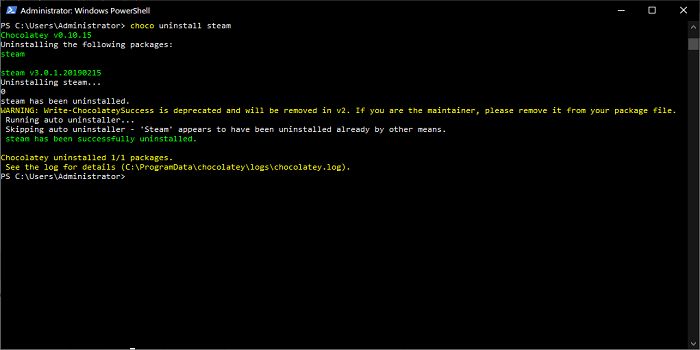 Administrator: Windows PowerShell
PS C:\Users\Administrator> choco uninstall steam
Chocolatey v0.10.15
Uninstalling the following packages:
steam
steam v3.0.1.20190215
Uninstalling steam...
0
steam has been uninstalled.
WARNING: Write-ChocolateySuccess is deprecated and will be removed in v2. If you are the maintainer, please remove it from your package file.
Running auto uninstaller...
Skipping auto uninstaller - 'Steam' appears to have been uninstalled already by other means.
steam has been successfully uninstalled.
Chocolatey uninstalled 1/1 packages.
See the log for details (C:\ProgramData\chocolatey\logs\chocolatey.log).
PS C:\Users\Administrator>